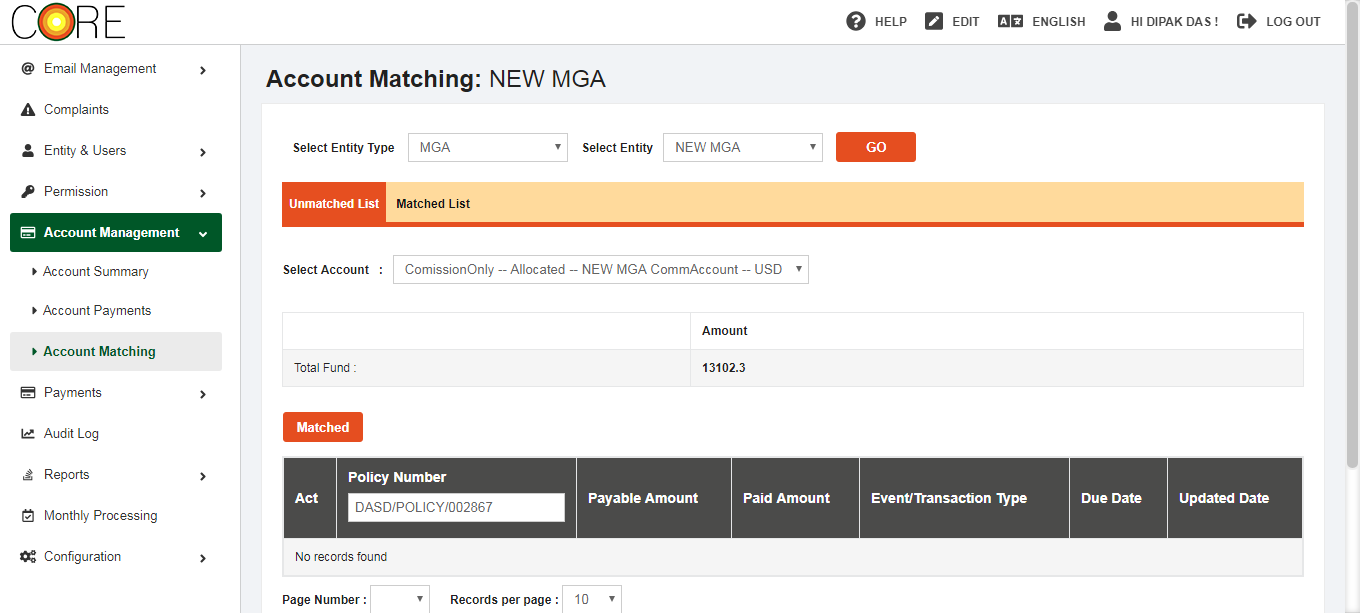 CORE
HELP EDIT ENGLISH HI DIPAK DAS ! LOG OUT
Email Management
Complaints
Entity & Users
Permission
Account Management
Account Summary
Account Payments
Account Matching
Payments
Audit Log
Reports
Monthly Processing
Configuration
Account Matching: NEW MGA
Select Entity Type MGA Select Entity NEW MGA GO
Unmatched List Matched List
Select Account : ComissionOnly -- Allocated -- NEW MGA CommAccount -- USD
Amount
Total Fund : 13102.3
Matched
Act Policy Number Payable Amount Paid Amount Event/Transaction Type Due Date Updated Date
DASD/POLICY/002867
No records found
Page Number : Records per page : 10